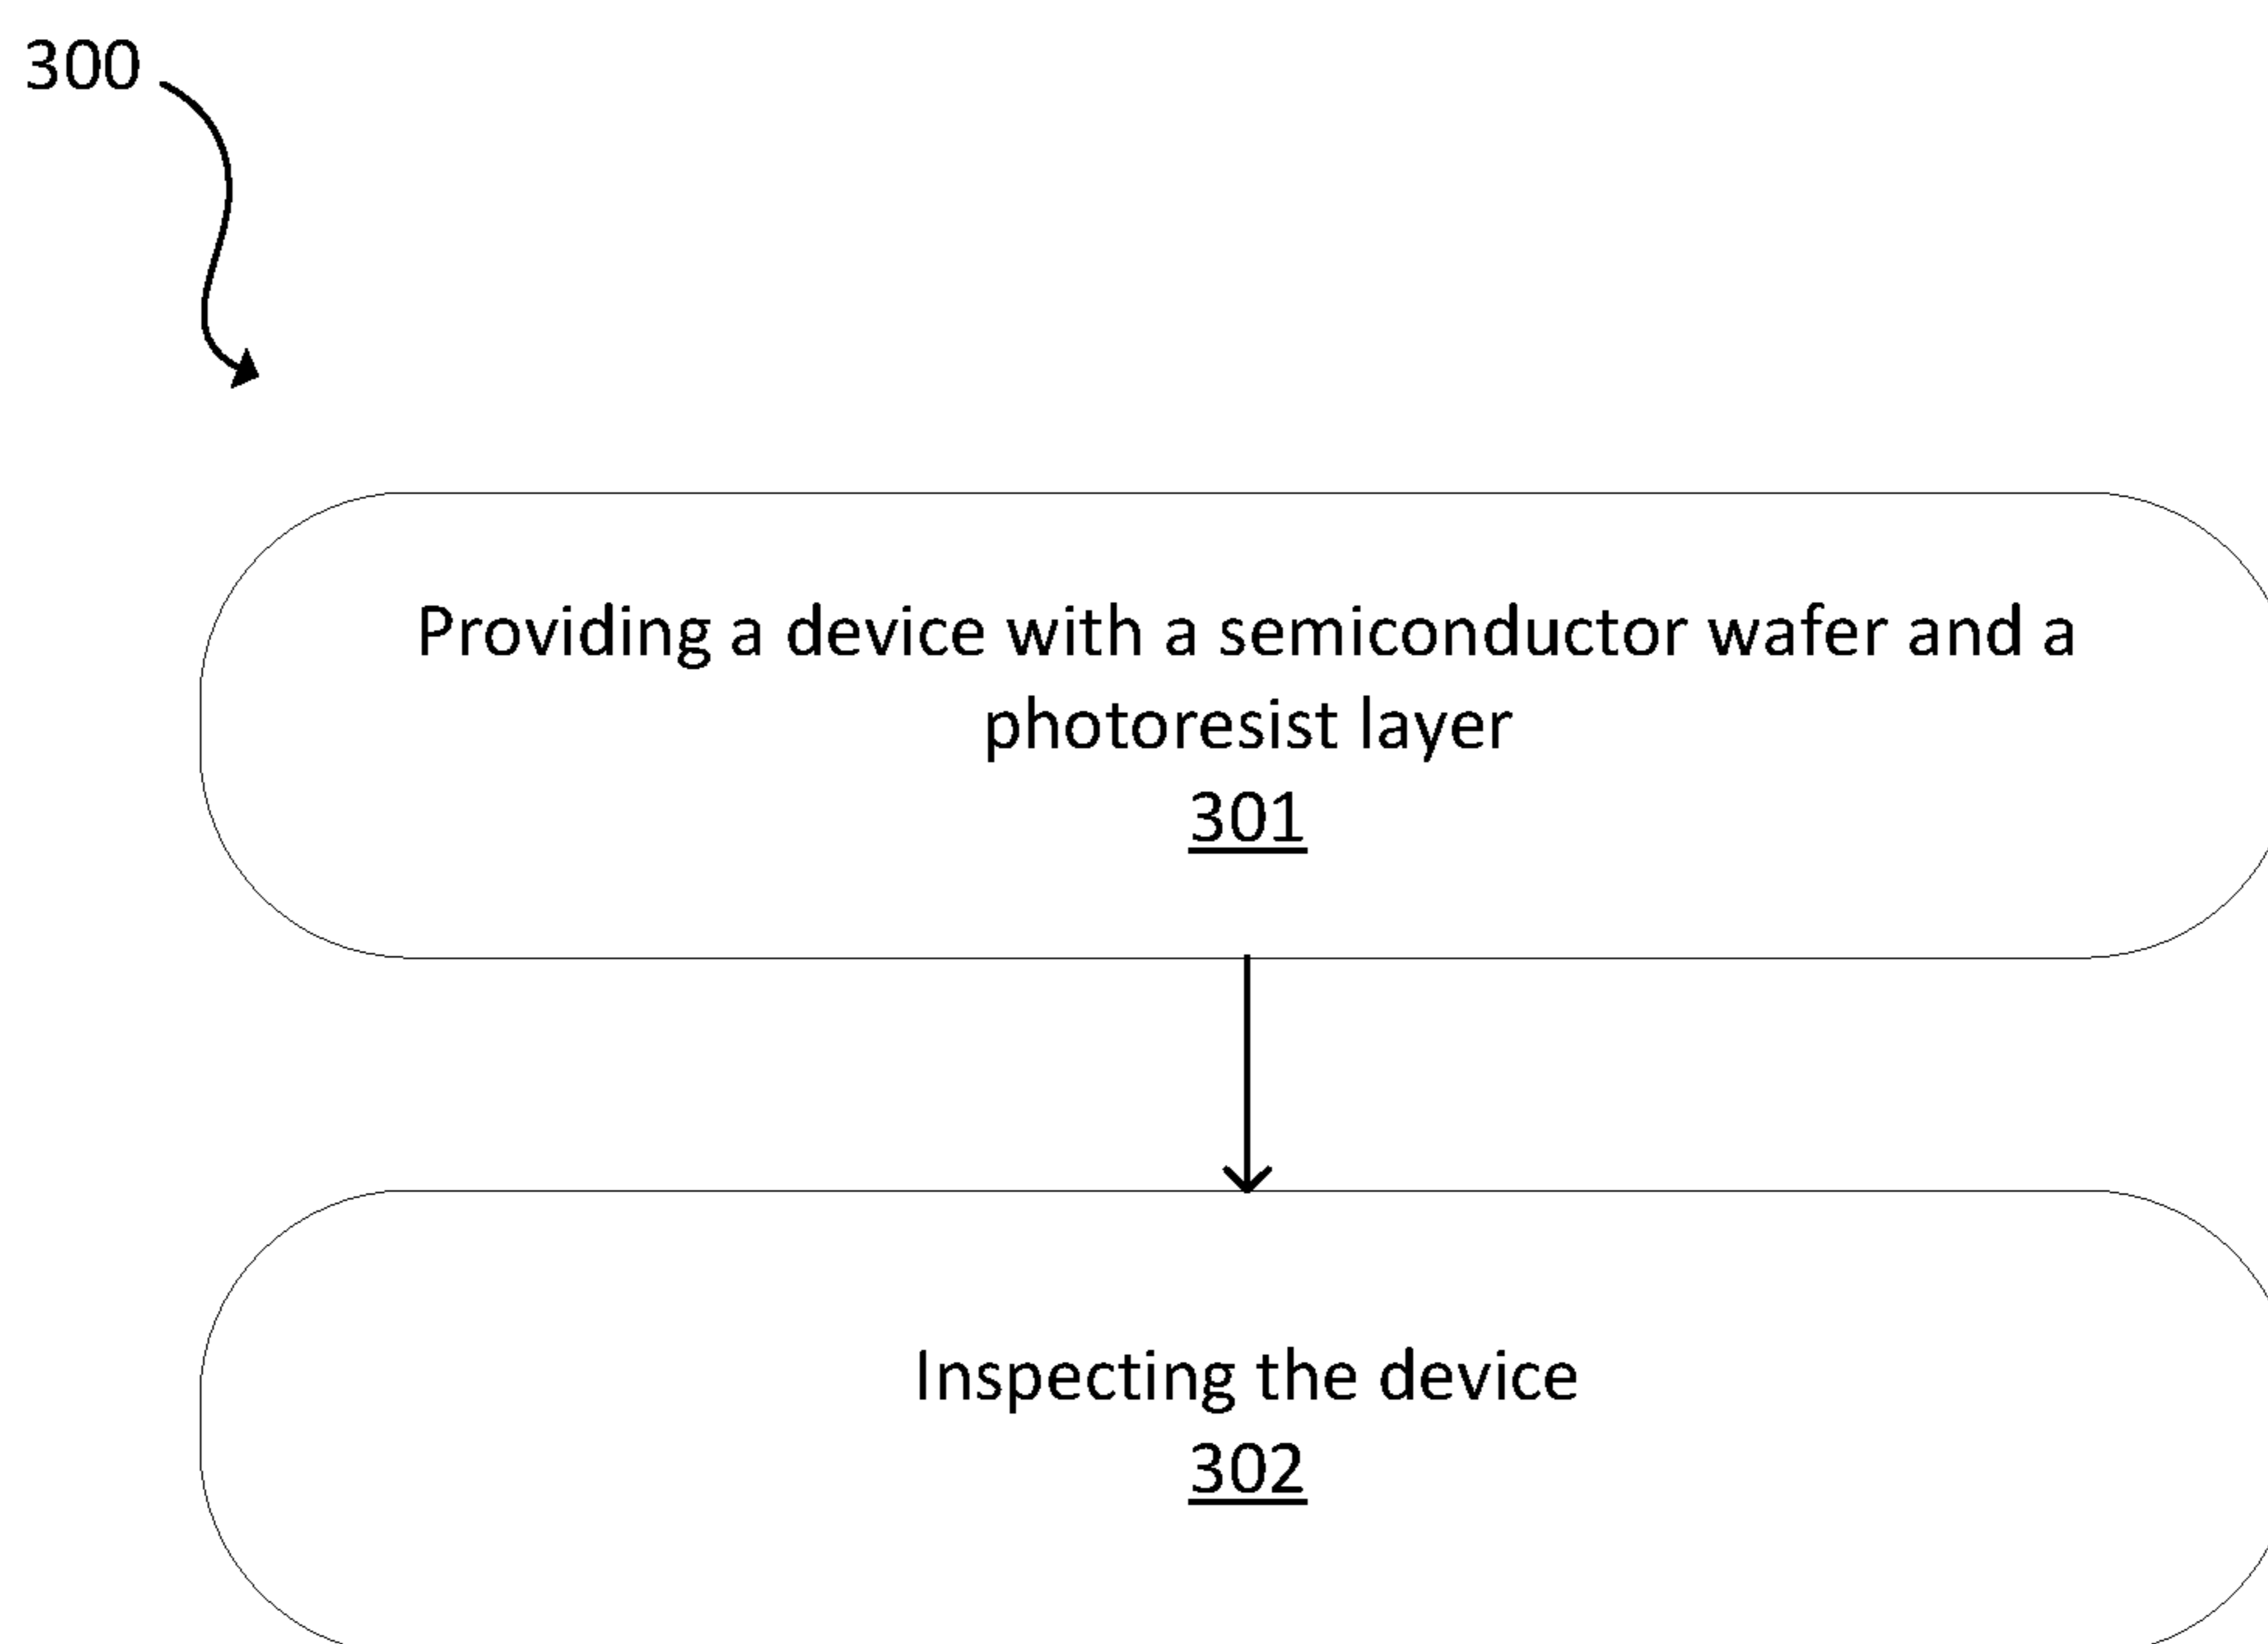 300
Providing a device with a semiconductor wafer and a
photoresist layer
301
Inspecting the device
302